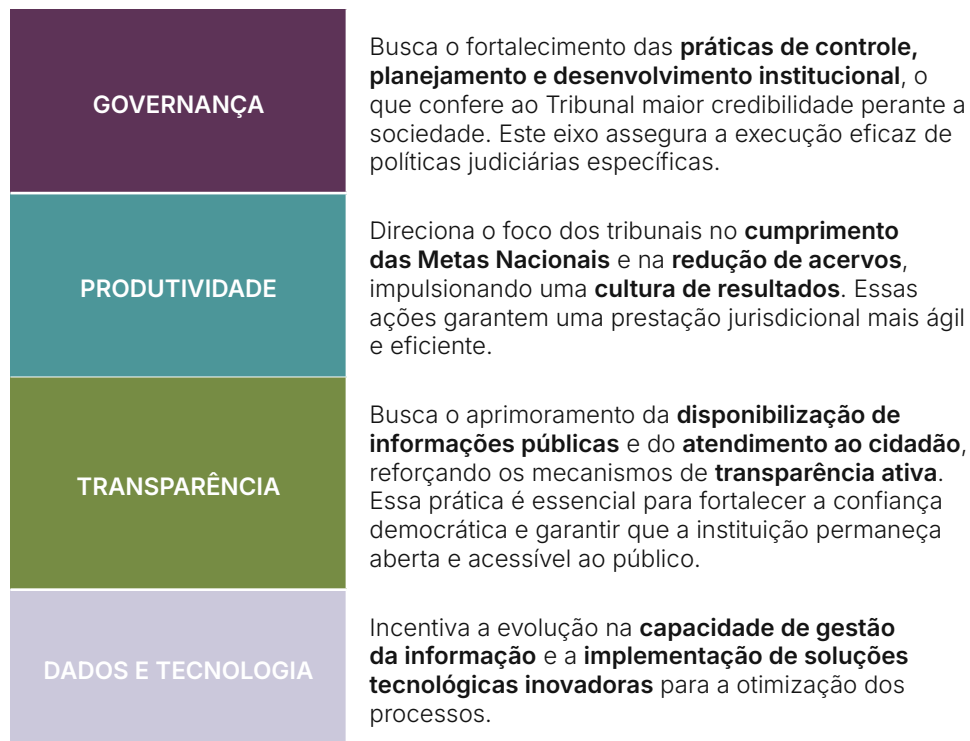 GOVERNANÇA
Busca o fortalecimento das práticas de controle,
planejamento e desenvolvimento institucional, o
que confere ao Tribunal maior credibilidade perante a
sociedade. Este eixo assegura a execução eficaz de
políticas judiciárias específicas.
PRODUTIVIDADE
Direciona o foco dos tribunais no cumprimento
das Metas Nacionais e na redução de acervos,
impulsionando uma cultura de resultados. Essas
ações garantem uma prestação jurisdicional mais ágil
e eficiente.
TRANSPARÊNCIA
Busca o aprimoramento da disponibilização de
informações públicas e do atendimento ao cidadão,
reforçando os mecanismos de transparência ativa.
Essa prática é essencial para fortalecer a confiança
democrática e garantir que a instituição permaneça
aberta e acessível ao público.
DADOS E TECNOLOGIA
Incentiva a evolução na capacidade de gestão
da informação e a implementação de soluções
tecnológicas inovadoras para a otimização dos
processos.